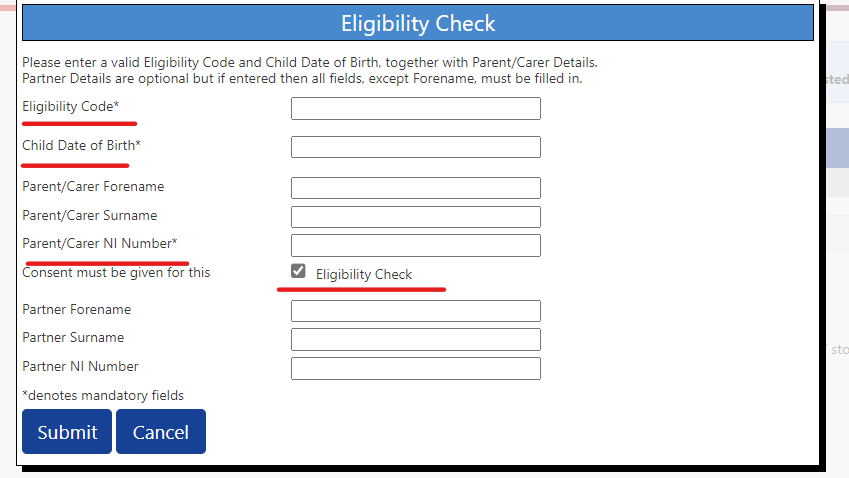 Eligibility Check
Please enter a valid Eligibility Code and Child Date of Birth, together with Parent/Carer Details.
Partner Details are optional but if entered then all fields, except Forename, must be filled in.
Eligibility Code*
Child Date of Birth*
Parent/Carer Forename
Parent/Carer Surname
Parent/Carer NI Number*
Consent must be given for this Eligibility Check
Partner Forename
Partner Surname
Partner NI Number
*denotes mandatory fields
Submit Cancel
sted
sto